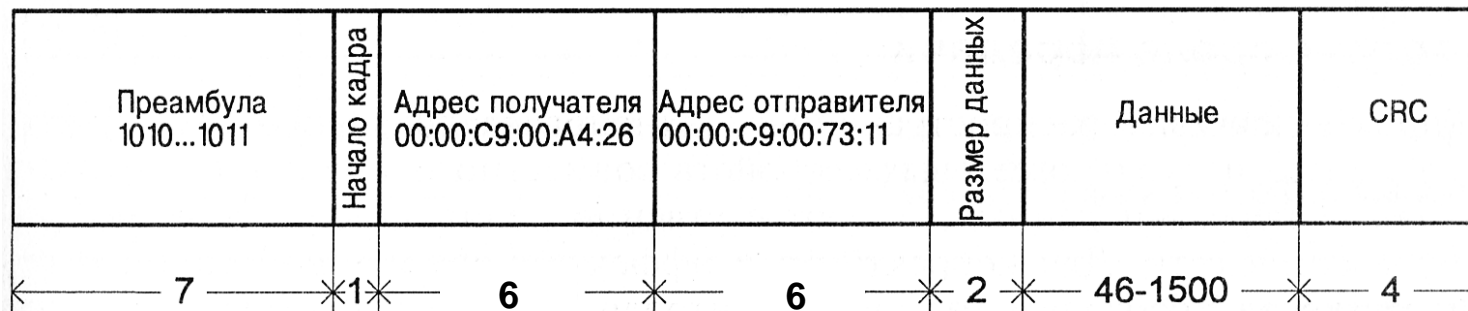 Преамбула
1010...1011
Начало кадра
Адрес получателя
00:00:C9:00:A4:26
Адрес отправителя
00:00:C9:00:73:11
Размер данных
Данные
CRC
7
1
6
6
2
46-1500
4